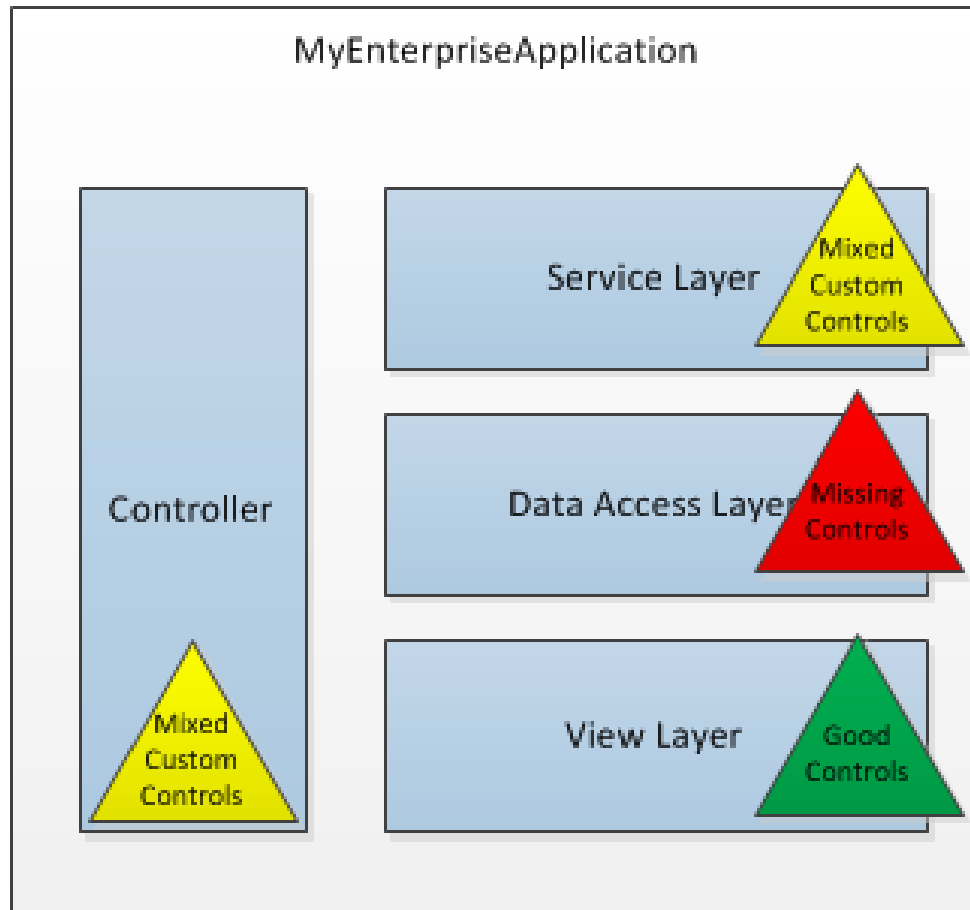 MyEnterpriseApplication
Controller
Mixed
Custom
Controls
Service Layer
Mixed
Custom
Controls
Data Access Layer
Missing
Controls
View Layer
Good
Controls